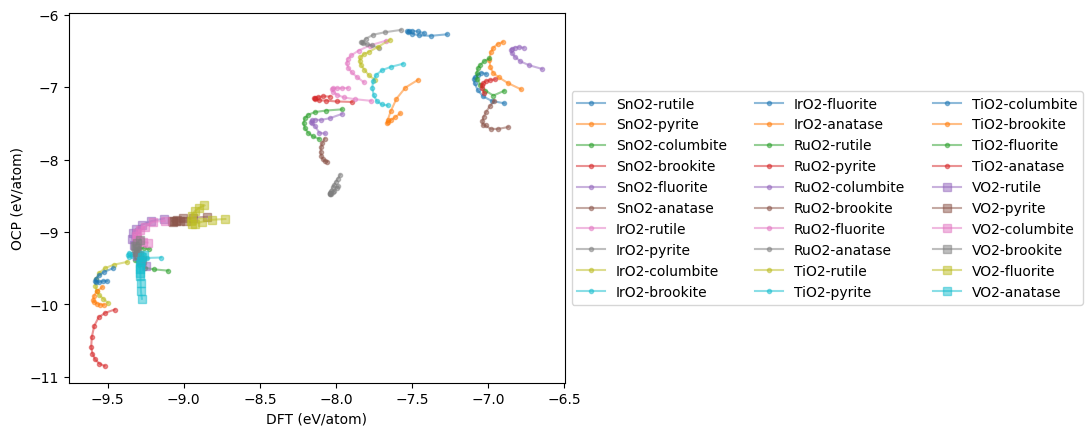 −6
−7
−8
−9
−10
−11
OCP (eV/atom)
−9.5 −9.0 −8.5 −8.0 −7.5 −7.0 −6.5
DFT (eV/atom)
SnO2-rutile
SnO2-pyrite
SnO2-columbite
SnO2-brookite
SnO2-fluorite
SnO2-anatase
IrO2-rutile
IrO2-pyrite
IrO2-columbite
IrO2-brookite
IrO2-fluorite
IrO2-anatase
RuO2-rutile
RuO2-pyrite
RuO2-columbite
RuO2-brookite
RuO2-fluorite
RuO2-anatase
TiO2-rutile
TiO2-pyrite
TiO2-columbite
TiO2-brookite
TiO2-fluorite
TiO2-anatase
VO2-rutile
VO2-pyrite
VO2-columbite
VO2-brookite
VO2-fluorite
VO2-anatase